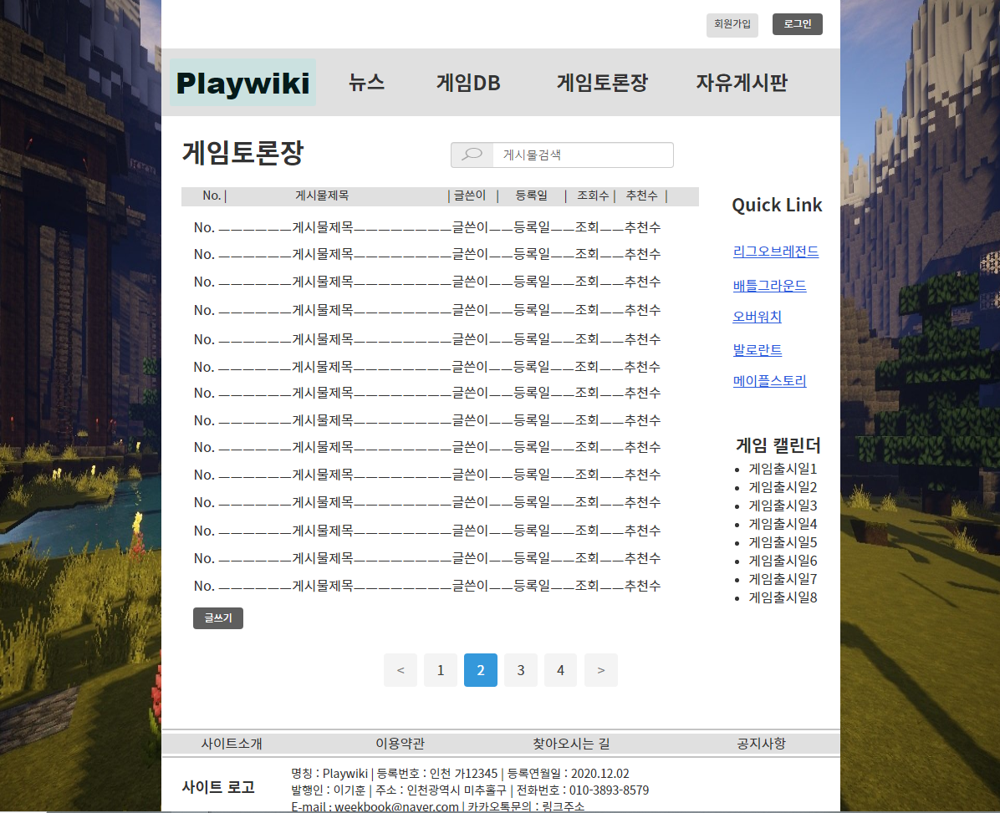 회원가입 로그인
Playwiki 뉴스 게임DB 게임토론장 자유게시판
게임토론장 게시물검색
No. | 게시물제목 | 글쓴이 | 등록일 | 조회수 | 추천수 |
No. ——————게시물제목————————글쓴이——등록일——조회——추천수
No. ——————게시물제목————————글쓴이——등록일——조회——추천수
No. ——————게시물제목————————글쓴이——등록일——조회——추천수
No. ——————게시물제목————————글쓴이——등록일——조회——추천수
No. ——————게시물제목————————글쓴이——등록일——조회——추천수
No. ——————게시물제목————————글쓴이——등록일——조회——추천수
No. ——————게시물제목————————글쓴이——등록일——조회——추천수
No. ——————게시물제목————————글쓴이——등록일——조회——추천수
No. ——————게시물제목————————글쓴이——등록일——조회——추천수
No. ——————게시물제목————————글쓴이——등록일——조회——추천수
No. ——————게시물제목————————글쓴이——등록일——조회——추천수
No. ——————게시물제목————————글쓴이——등록일——조회——추천수
No. ——————게시물제목————————글쓴이——등록일——조회——추천수
No. ——————게시물제목————————글쓴이——등록일——조회——추천수
글쓰기
Quick Link
리그오브레전드
배틀그라운드
오버워치
발로란트
메이플스토리
게임 캘린더
• 게임출시일1
• 게임출시일2
• 게임출시일3
• 게임출시일4
• 게임출시일5
• 게임출시일6
• 게임출시일7
• 게임출시일8
< 1 2 3 4 >
사이트소개 이용약관 찾아오시는 길 공지사항
사이트 로고
명칭 : Playwiki | 등록번호 : 인천 가12345 | 등록연월일 : 2020.12.02
발행인 : 이기훈 | 주소 : 인천광역시 미추홀구 | 전화번호 : 010-3893-8579
E-mail : weekbook@naver.com | 카카오톡문의 : 링크주소